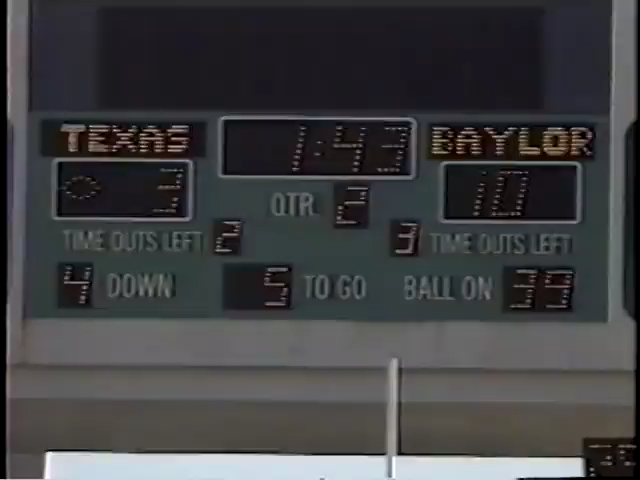 TEXAS 1:43 BAYLOR
3 10
QTR. 2
TIME OUTS LEFT 2 3 TIME OUTS LEFT
4 DOWN 5 TO GO BALL ON 33